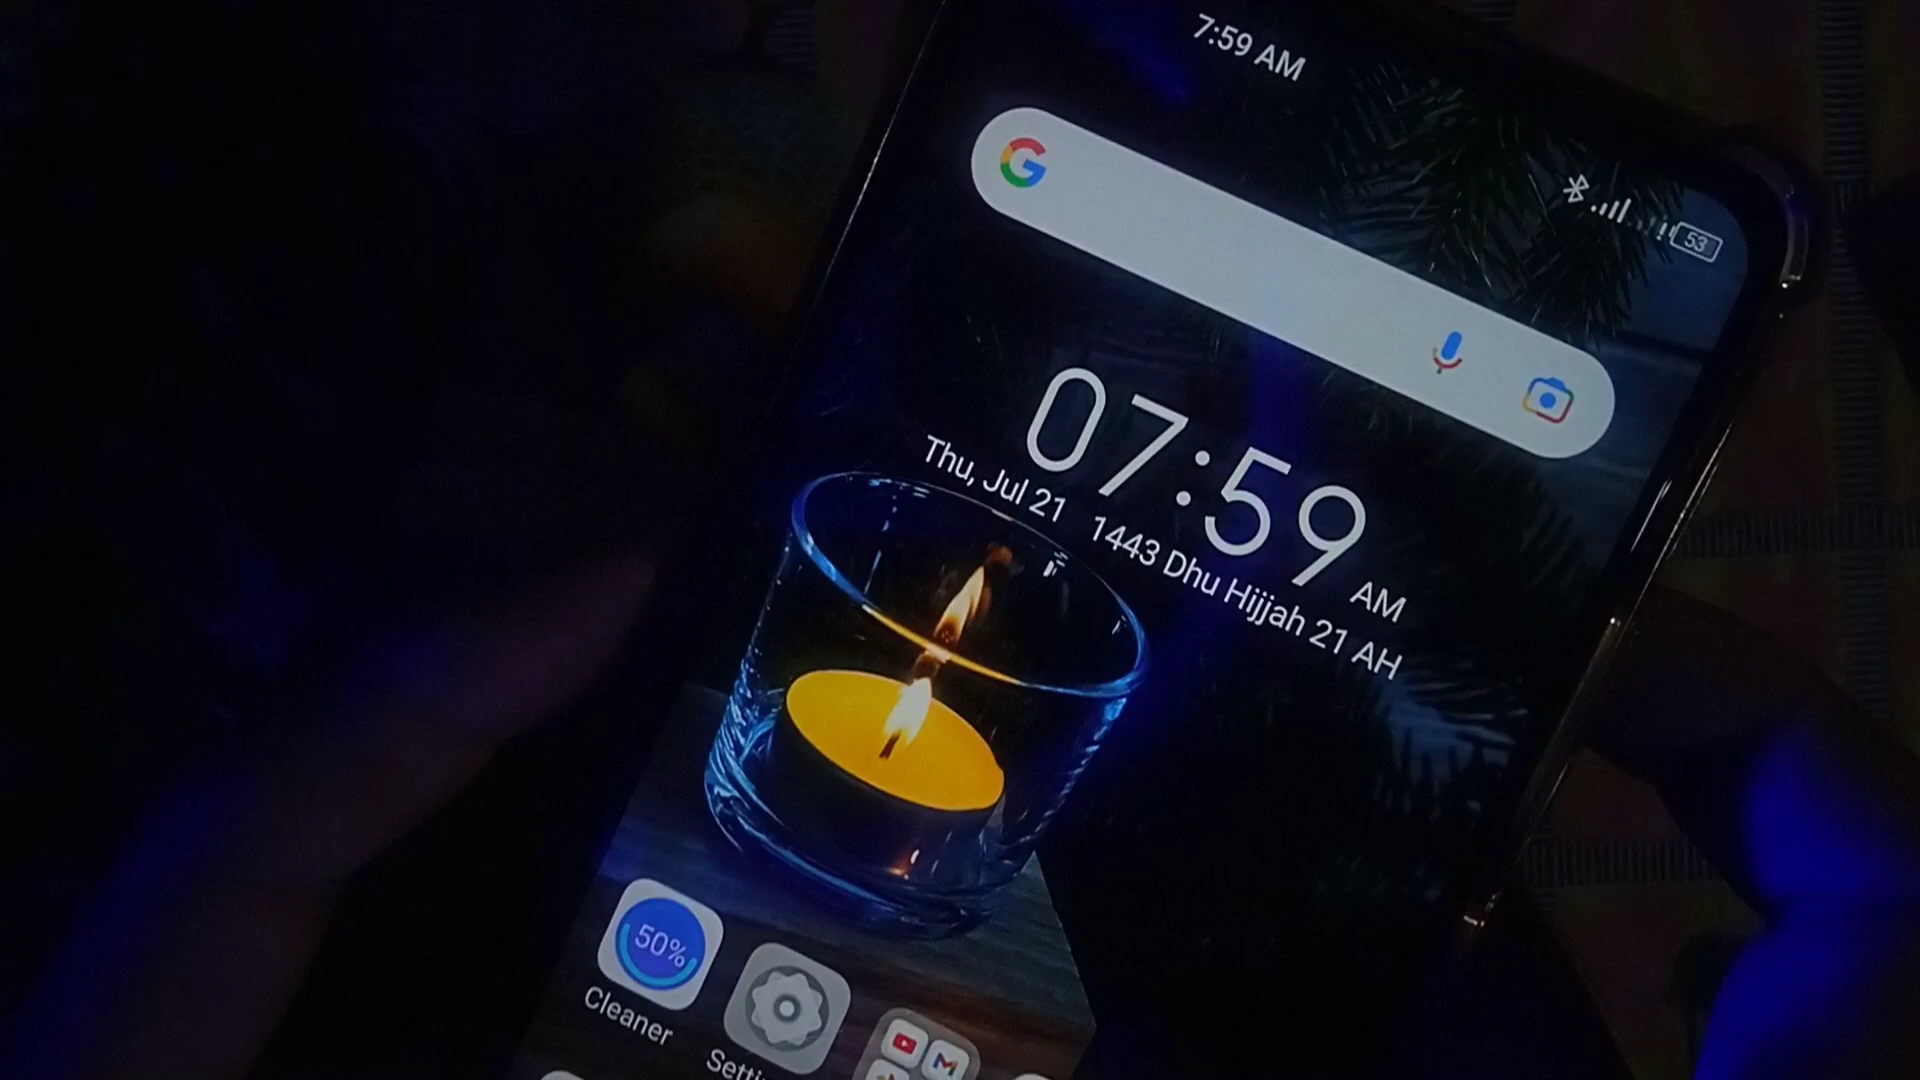 7:59 AM
53
07:59 AM
Thu, Jul 21 1443 Dhu Hijjah 21 AH
50%
Cleaner